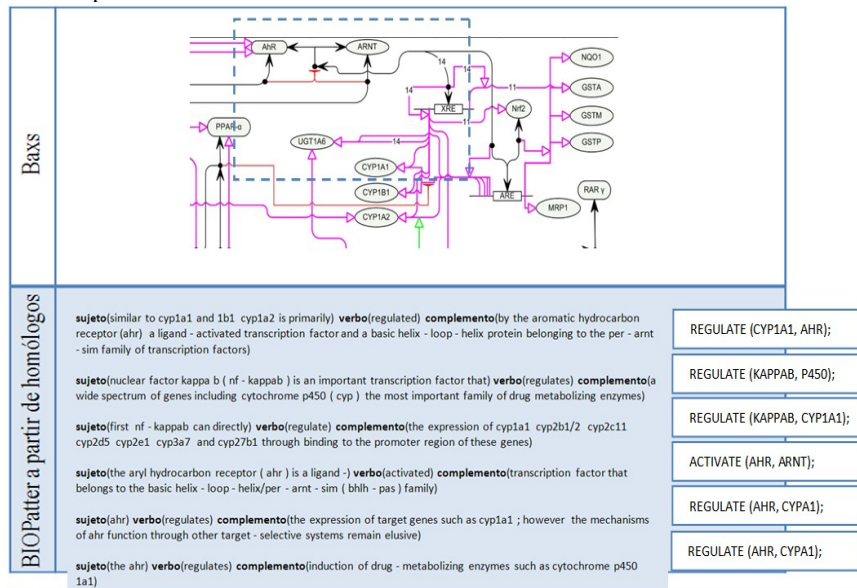 Baxs
AhR
ARNT
14
14
14
11
XRE
11
Nrf2
NQO1
GSTA
GSTM
GSTP
PPAR-α
UGT1A6
14
CYP1A1
CYP1B1
CYP1A2
ARE
RAR γ
MRP1
BIOPatter a partir de homólogos
sujeto(similar to cyp1a1 and 1b1 cyp1a2 is primarily) verbo(regulated) complemento(by the aromatic hydrocarbon
receptor (ahr) a ligand - activated transcription factor and a basic helix - loop - helix protein belonging to the per - arnt
- sim family of transcription factors)
REGULATE (CYP1A1, AHR);
sujeto(nuclear factor kappa b ( nf - kappab ) is an important transcription factor that) verbo(regulates) complemento(a
wide spectrum of genes including cytochrome p450 ( cyp ) the most important family of drug metabolizing enzymes)
REGULATE (KAPPAB, P450);
sujeto(first nf - kappab can directly) verbo(regulate) complemento(the expression of cyp1a1 cyp2b1/2 cyp2c11
cyp2d5 cyp2e1 cyp3a7 and cyp27b1 through binding to the promoter region of these genes)
REGULATE (KAPPAB, CYP1A1);
sujeto(the aryl hydrocarbon receptor ( ahr ) is a ligand -) verbo(activated) complemento(transcription factor that
belongs to the basic helix - loop - helix/per - arnt - sim ( bhlh - pas ) family)
ACTIVATE (AHR, ARNT);
sujeto(ahr) verbo(regulates) complemento(the expression of target genes such as cyp1a1 ; however the mechanisms
of ahr function through other target - selective systems remain elusive)
REGULATE (AHR, CYPA1);
sujeto(the ahr) verbo(regulates) complemento(induction of drug - metabolizing enzymes such as cytochrome p450
1a1)
REGULATE (AHR, CYPA1);